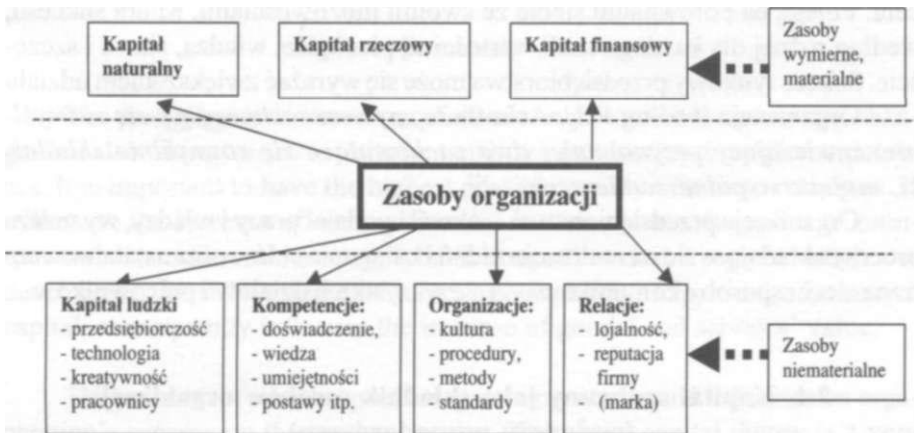 Kapitał
naturalny
Kapitał rzeczowy
Kapitał finansowy
Zasoby
wymierne,
materialne
Zasoby organizacji
Kapitał ludzki
- przedsiębiorczość
- technologia
- kreatywność
- pracownicy
Kompetencje:
- doświadczenie,
- wiedza
- umiejętności
- postawy itp.
Organizacje:
- kultura
- procedury,
- metody
- standardy
Relacje:
- ojalność,
- reputacja
firmy
- (marka)
Zasoby
niematerialne